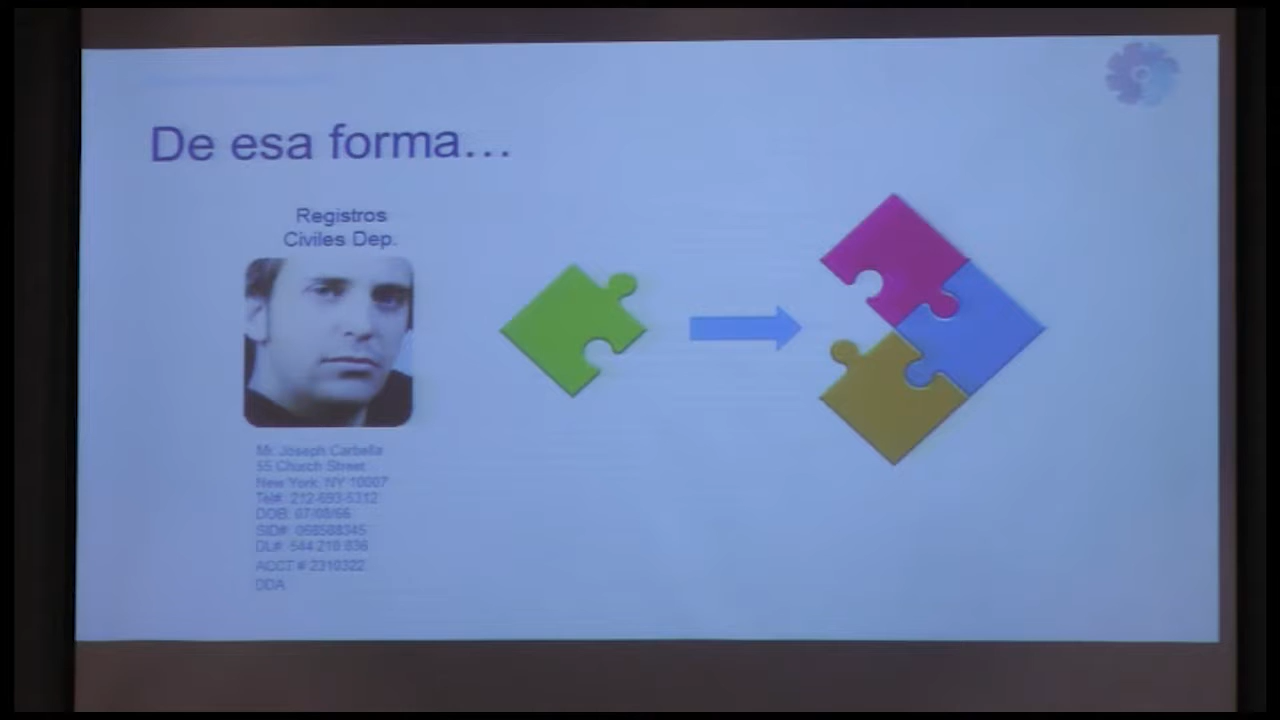 De esa forma...
Registros
Civiles Dep.
Mr. Joseph Carbella
55 Church Street
New York, NY 10007
Tel#: 212-693-5312
DOB: 07/08/66
SID#: 068588345
DL#: 544 218 836
ACCT # 2310322
DDA